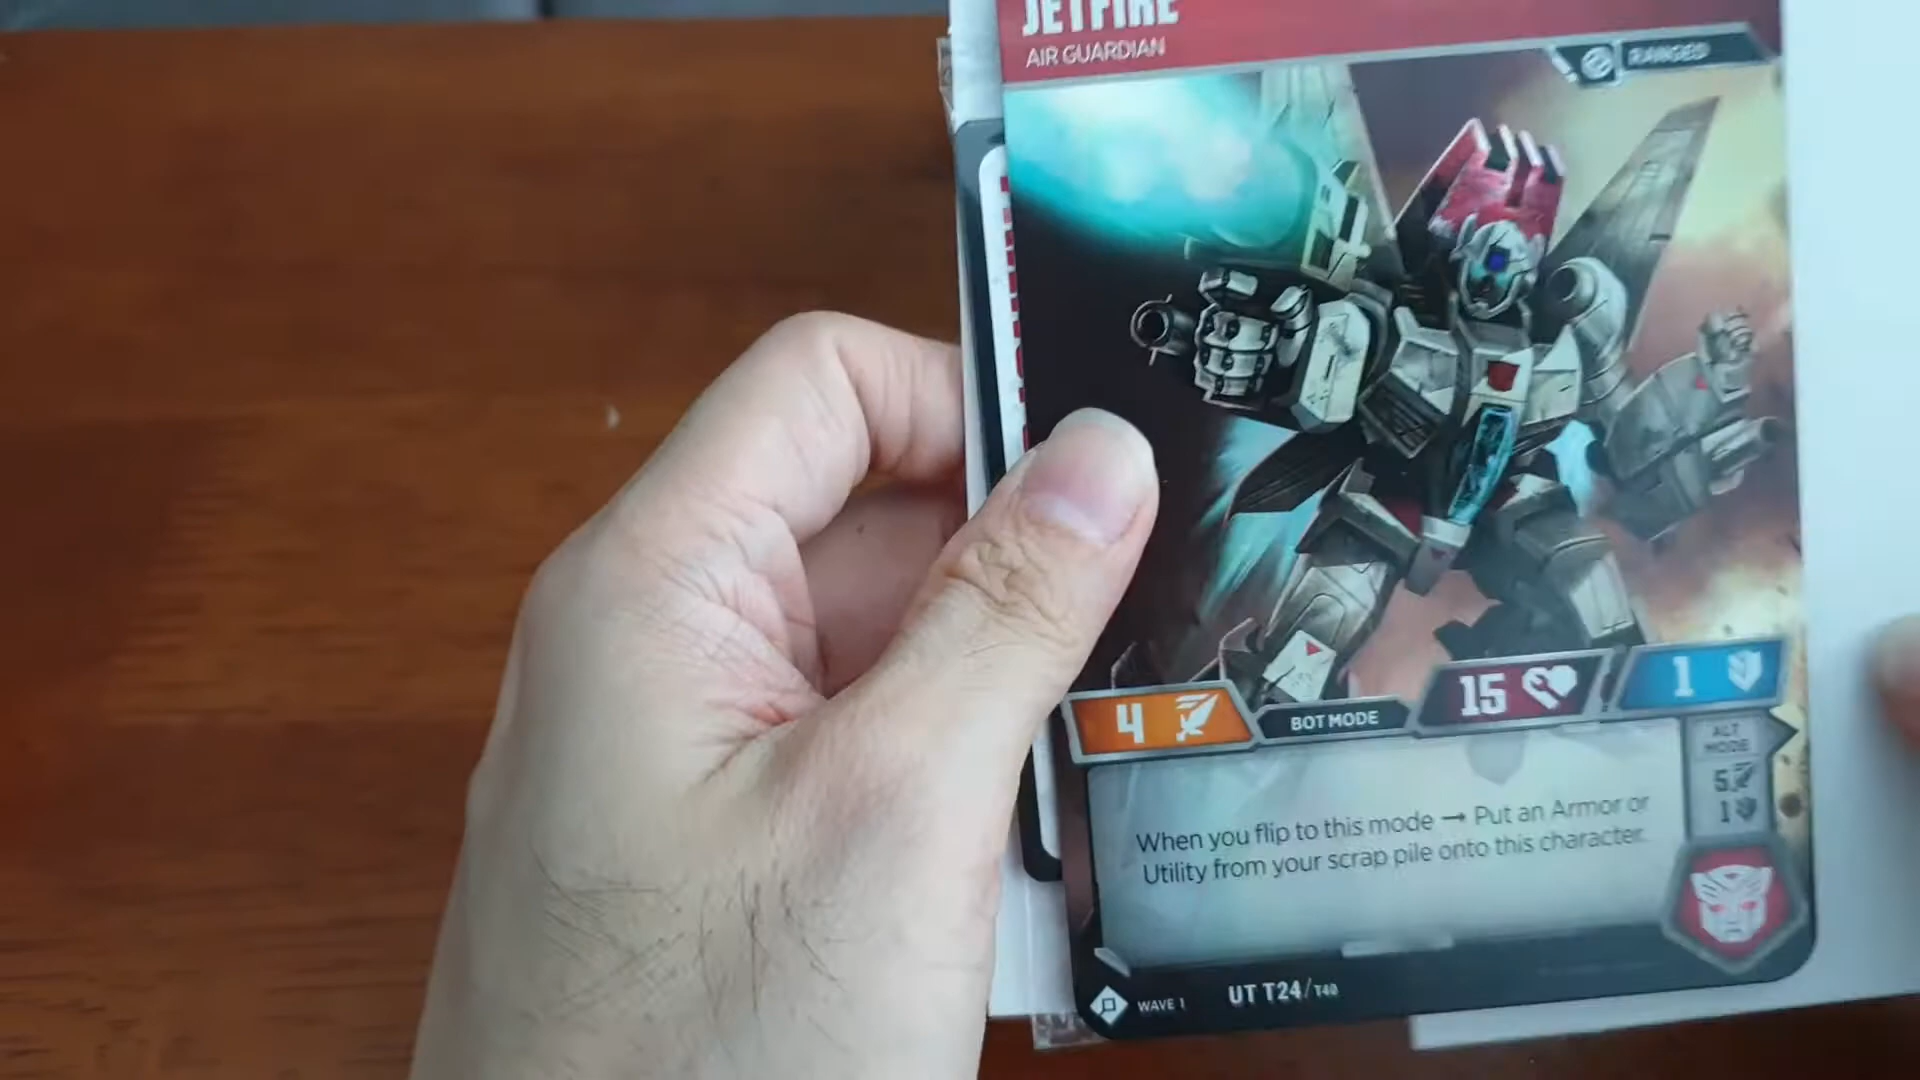 JETFIRE
AIR GUARDIAN
RANGED
4
BOT MODE
15
1
ALT
MODE
5
1
When you flip to this mode → Put an Armor or
Utility from your scrap pile onto this character.
WAVE 1
UT T24/T40